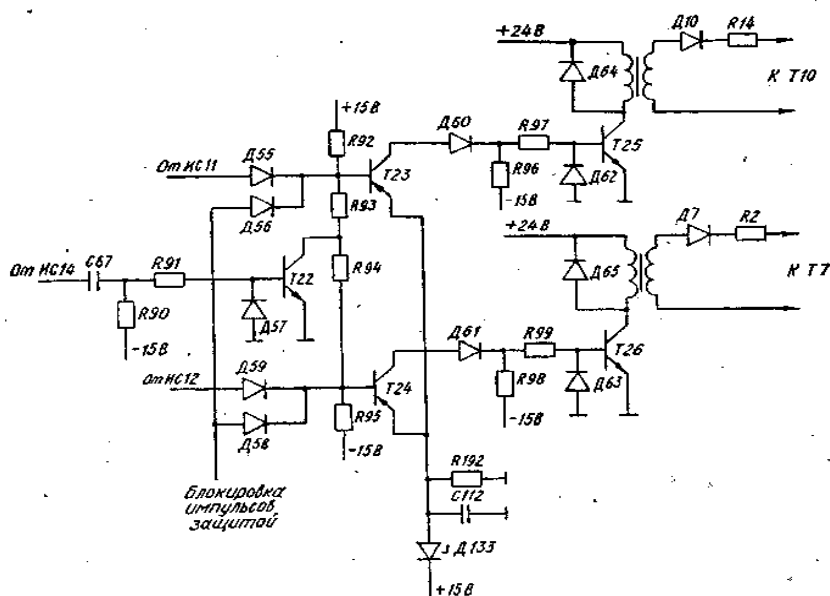 +24В
Д10
R14
Д64
К Т10
+15В
R92
Д60
R97
Т25
От ИС11
Д55
Т23
R96
Д62
-15В
Д56
R93
+24В
Д7
R2
С67
R91
Т22
R94
Д65
К Т7
От ИС14
R90
Д57
-15В
Д61
R99
Т26
От ИС12
Д59
Т24
R98
Д63
R95
-15В
Д58
-15В
R192
Блокировка
импульсов
защитой
С112
Д133
+15В